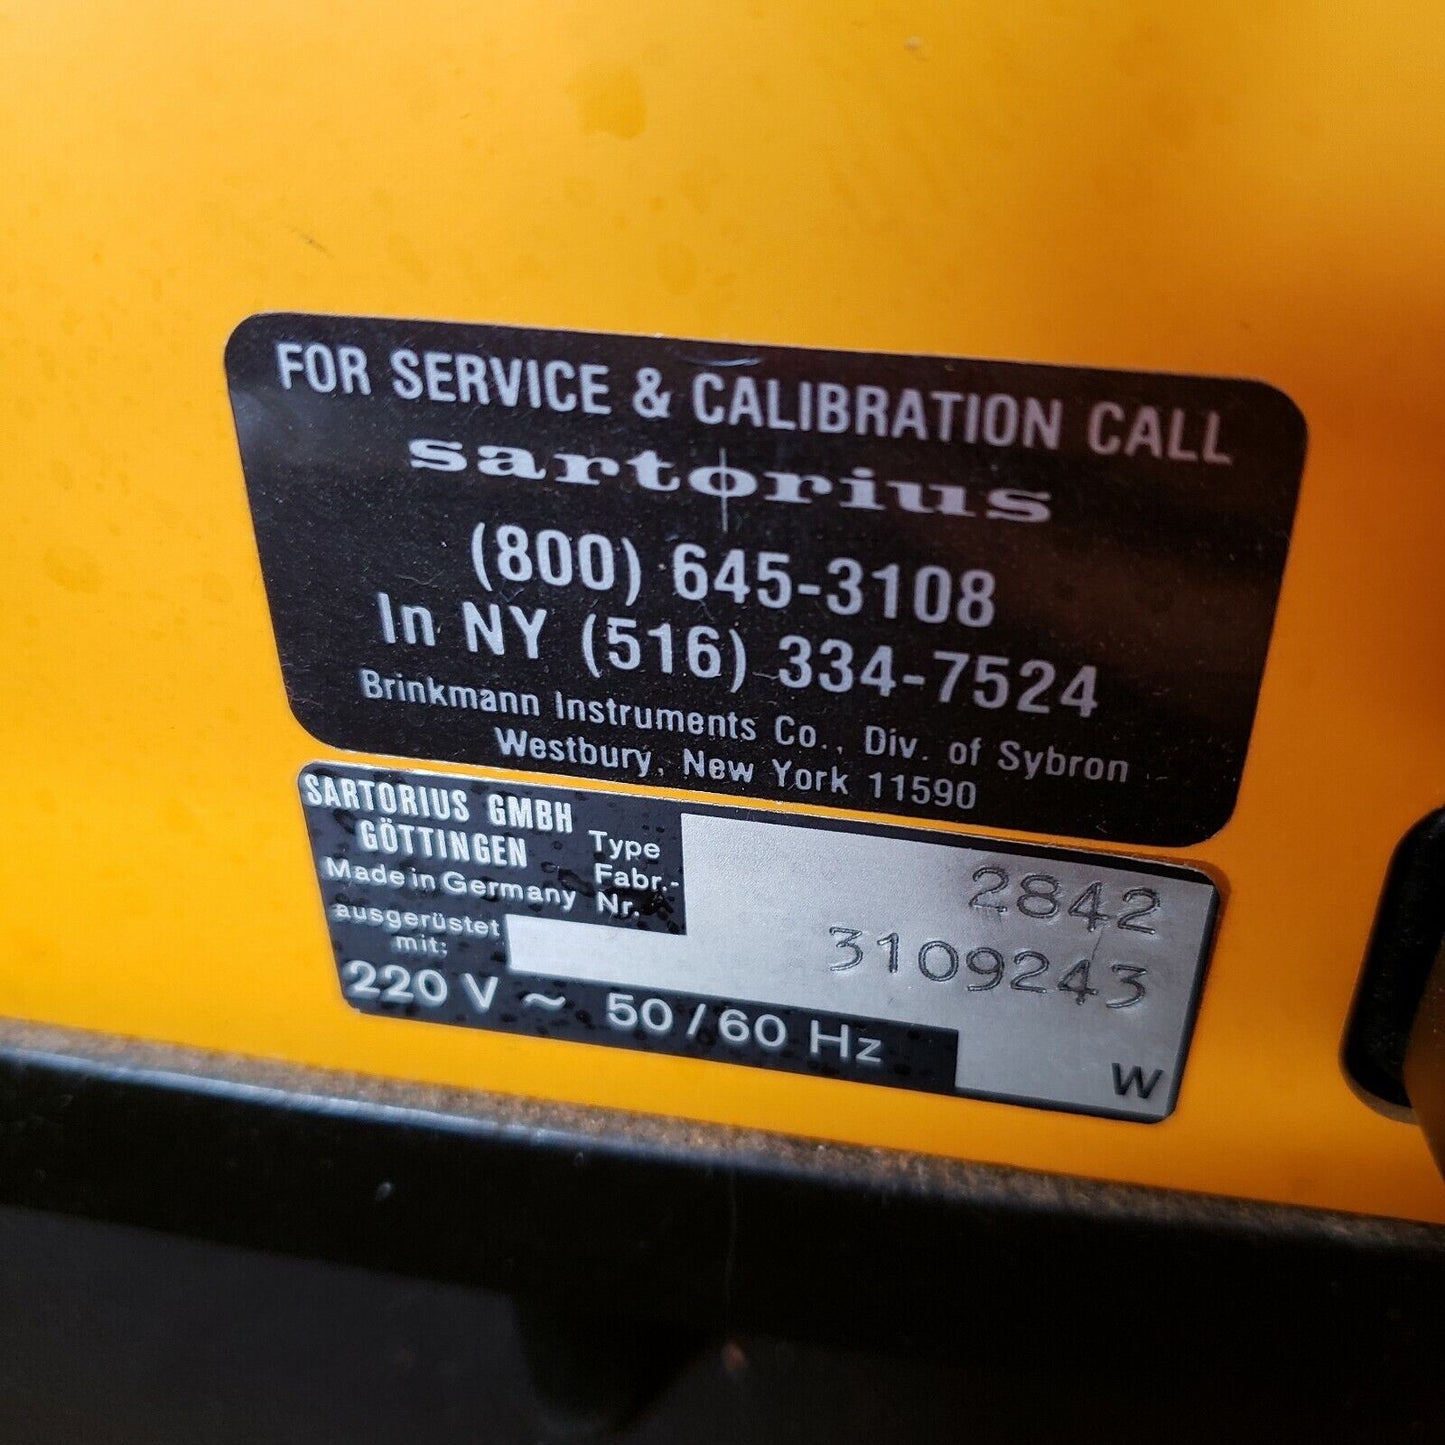 FOR SERVICE & CALIBRATION CALL
sartorius
(800) 645-3108
In NY (516) 334-7524
Brinkmann Instruments Co., Div. of Sybron
Westbury, New York 11590
SARTORIUS GMBH
GÖTTINGEN
Made in Germany
Type 2842
Fabr.-
Nr. 3109243
ausgerüstet
mit:
220 V ~ 50/60 Hz
W